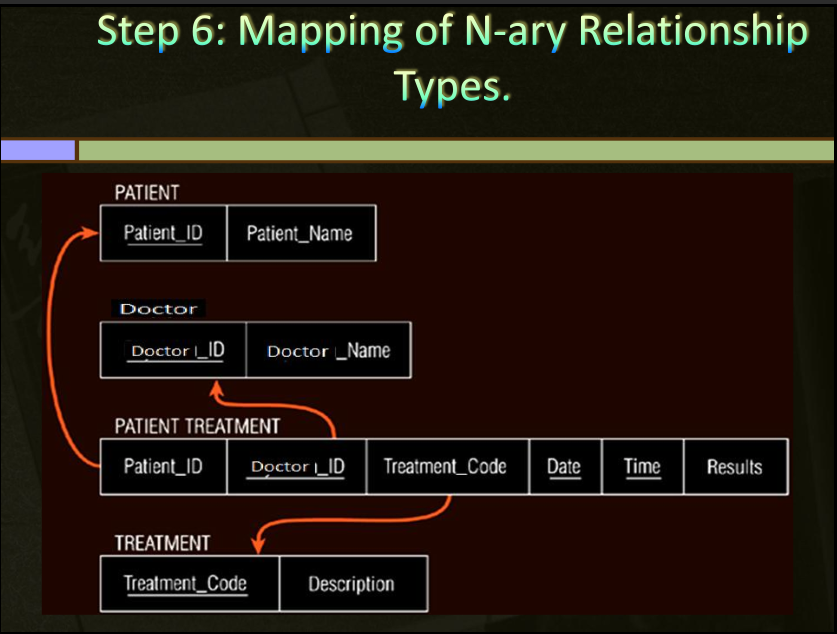 Step 6: Mapping of N-ary Relationship
Types.
PATIENT
Patient_ID Patient_Name
Doctor
Doctor_ID Doctor_Name
PATIENT TREATMENT
Patient_ID Doctor_ID Treatment_Code Date Time Results
TREATMENT
Treatment_Code Description